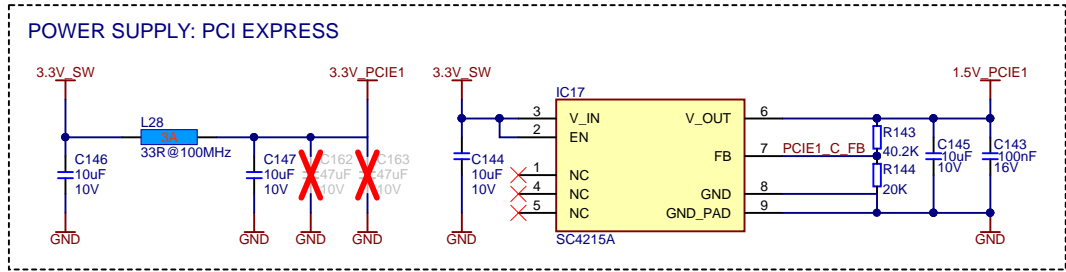 POWER SUPPLY: PCI EXPRESS
3.3V_SW
3.3V_PCIE1
3.3V_SW
1.5V_PCIE1
L28
3A
33R@100MHz
C146
10uF
10V
C147
10uF
10V
C162
47uF
10V
C163
47uF
10V
GND
GND
GND
GND
C144
10uF
10V
GND
IC17
3
V_IN
2
EN
1
NC
4
NC
5
NC
V_OUT
6
FB
7
PCIE1_C_FB
GND
8
GND_PAD
9
SC4215A
R143
40.2K
R144
20K
C145
10uF
10V
C143
100nF
16V
GND